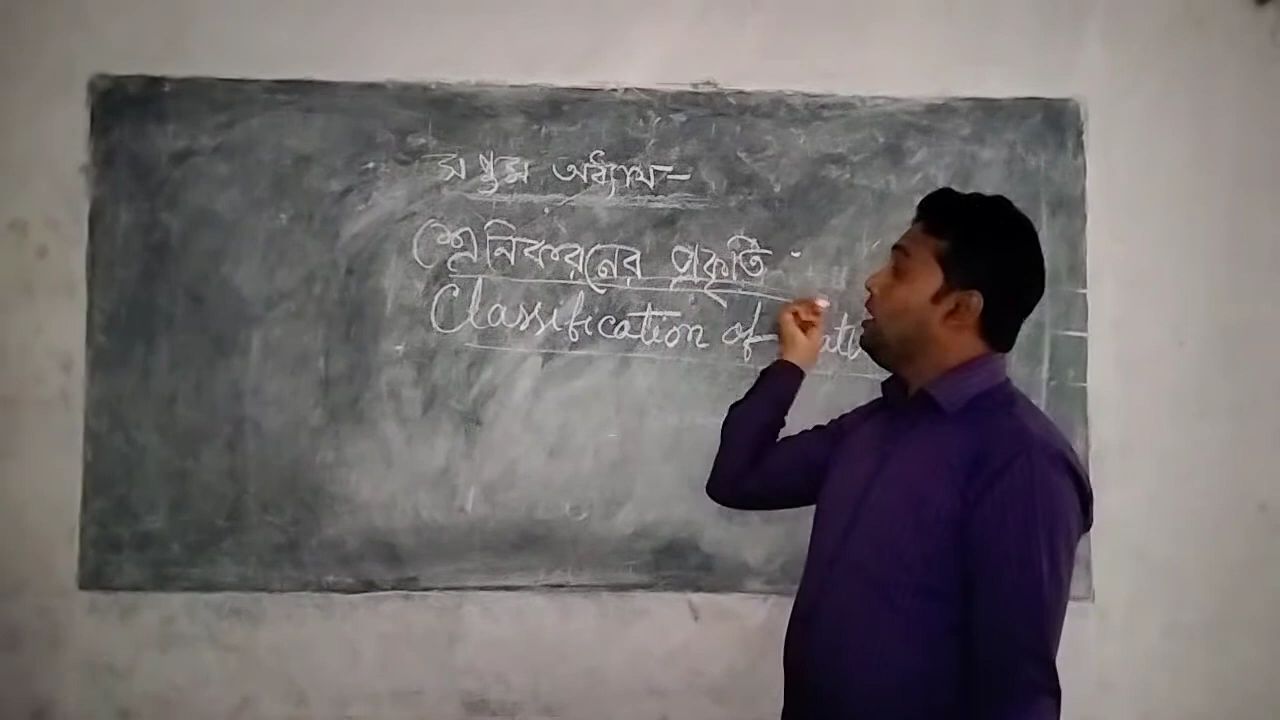 সপ্তম অধ্যায়-
শ্রেনিকরনের প্রকৃতি :
Classification of